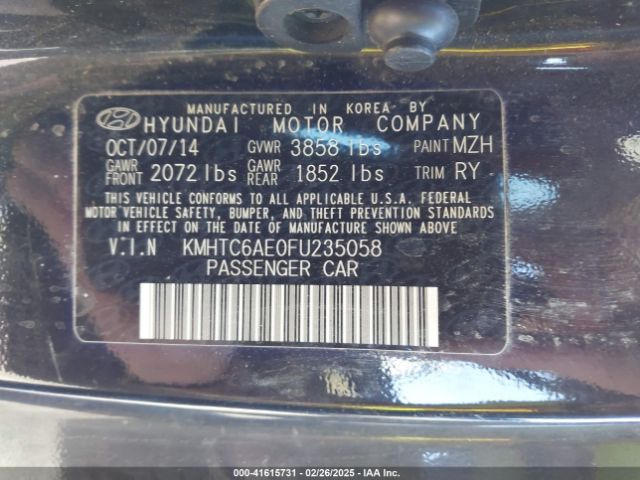 MANUFACTURED IN KOREA BY
HYUNDAI MOTOR COMPANY
OCT/07/14 GVWR 3858 lbs PAINT MZH
GAWR FRONT 2072 lbs GAWR REAR 1852 lbs TRIM RY
THIS VEHICLE CONFORMS TO ALL APPLICABLE U.S.A. FEDERAL
MOTOR VEHICLE SAFETY, BUMPER, AND THEFT PREVENTION STANDARDS
IN EFFECT ON THE DATE OF MANUFACTURE SHOWN ABOVE
V.I.N KMHTC6AE0FU235058
PASSENGER CAR
000-41615731 - 02/26/2025 - IAA Inc.